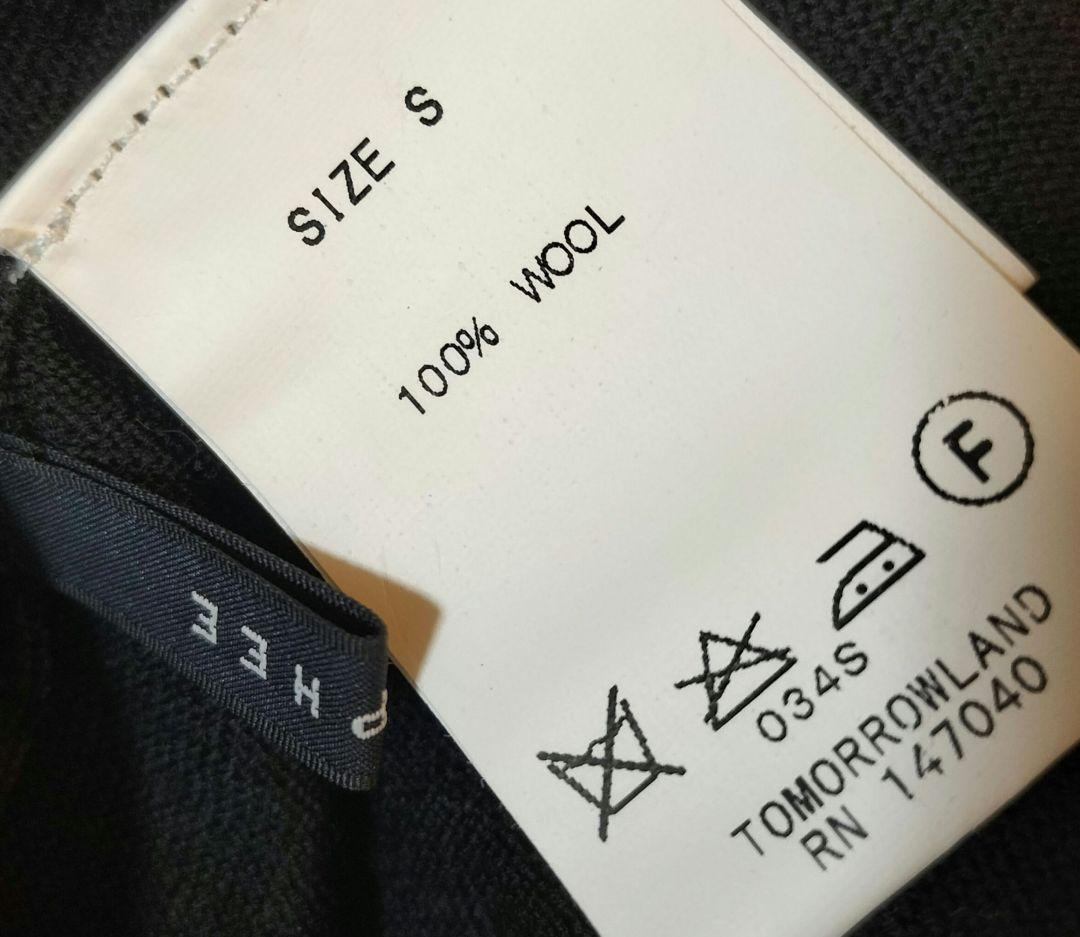 SIZE S
100% WOOL
F
034S
TOMORROWLAND
RN 147040